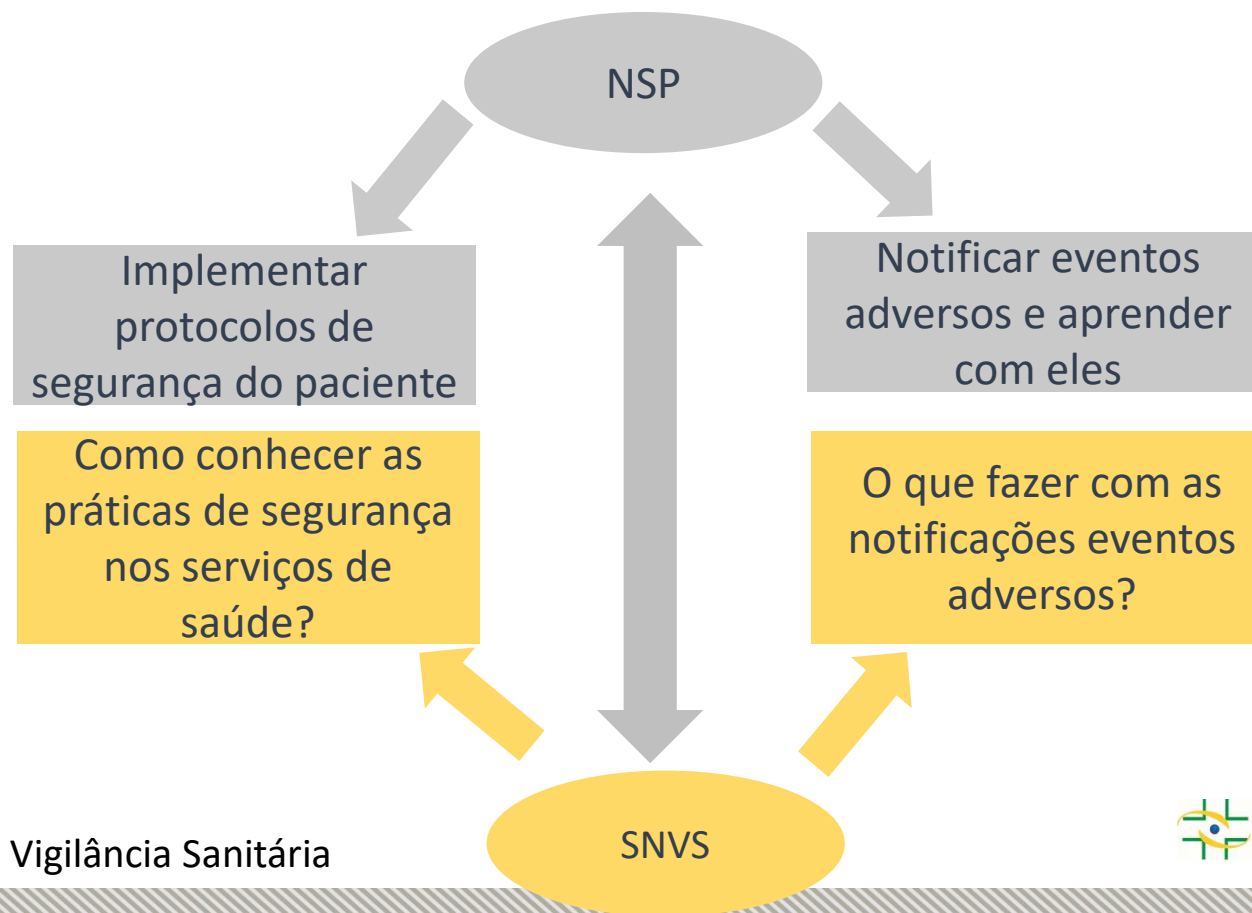 NSP
Implementar
protocolos de
segurança do paciente
Notificar eventos
adversos e aprender
com eles
Como conhecer as
práticas de segurança
nos serviços de
saúde?
O que fazer com as
notificações eventos
adversos?
SNVS
Vigilância Sanitária